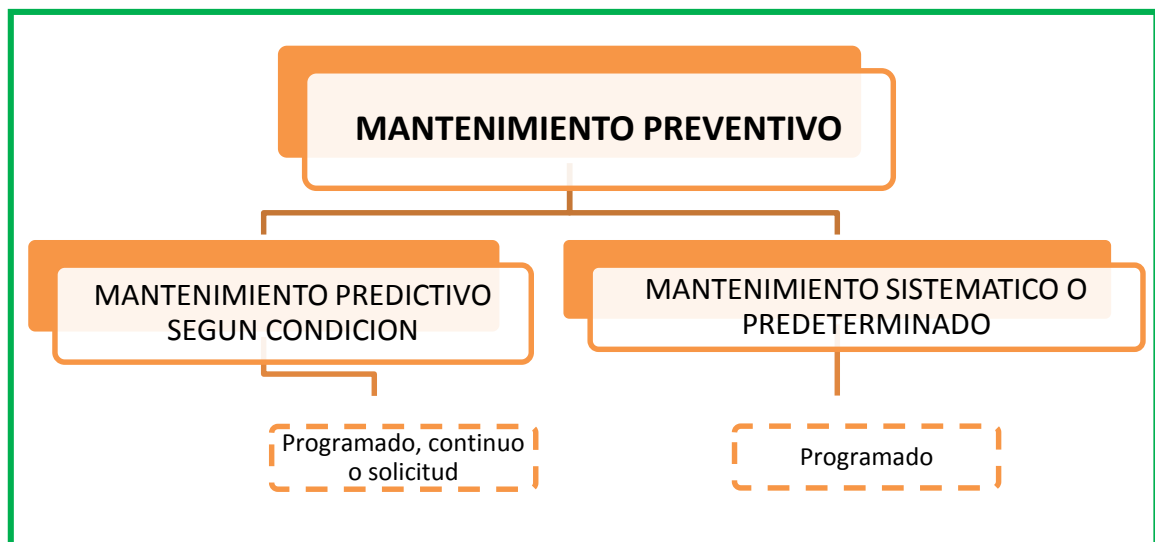 MANTENIMIENTO PREVENTIVO
MANTENIMIENTO PREDICTIVO
SEGUN CONDICION
MANTENIMIENTO SISTEMATICO O
PREDETERMINADO
Programado, continuo
o solicitud
Programado